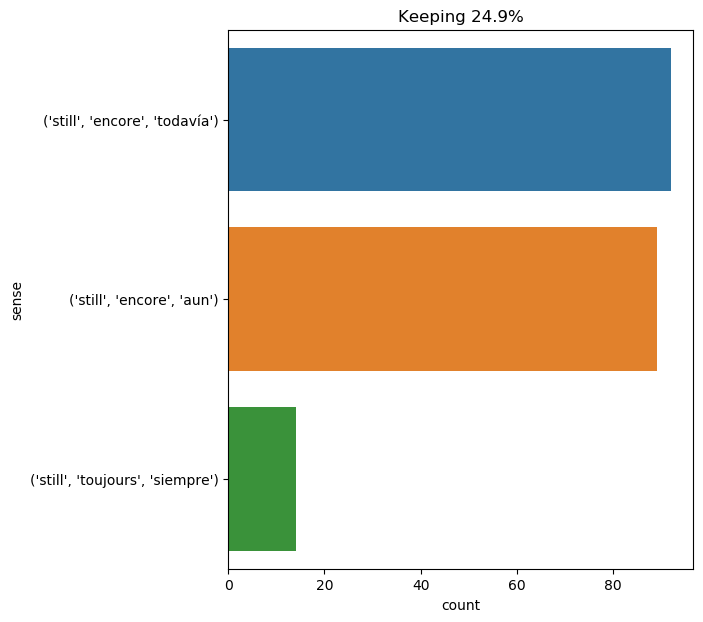 Keeping 24.9%
('still', 'encore', 'todavía')
('still', 'encore', 'aun')
('still', 'toujours', 'siempre')
sense
0 20 40 60 80
count